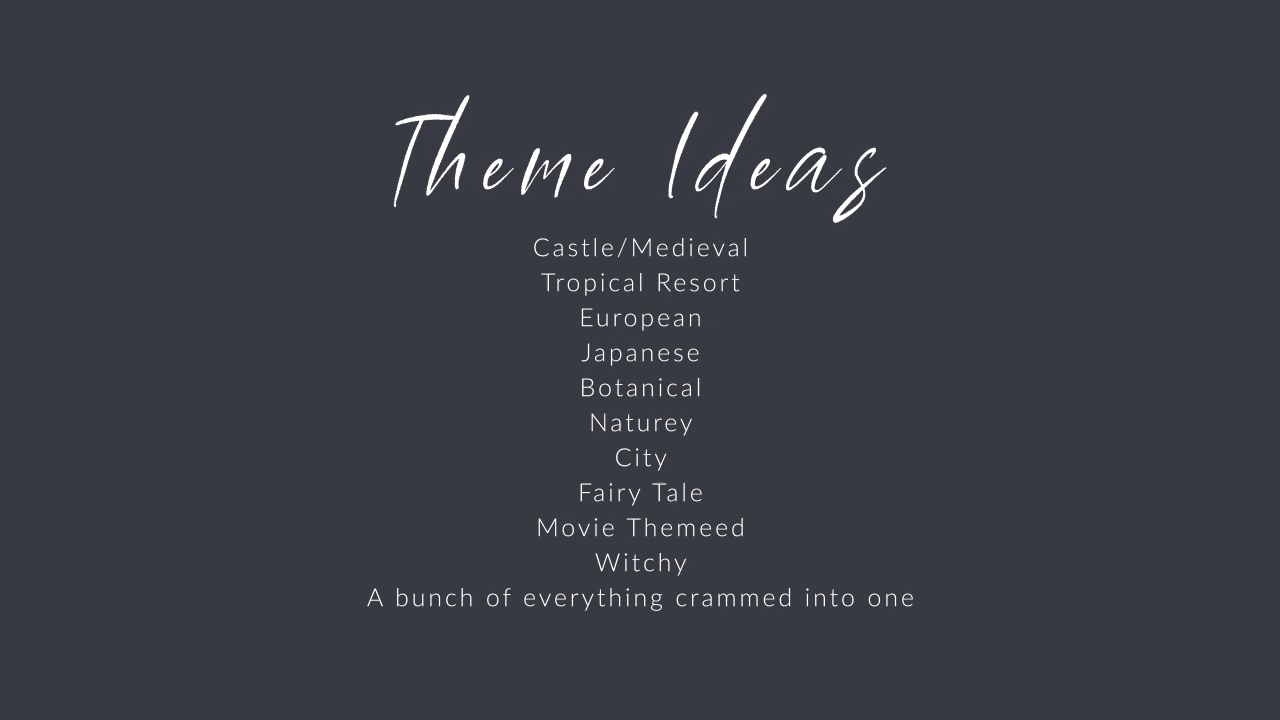 Theme Ideas
Castle/Medieval
Tropical Resort
European
Japanese
Botanical
Naturey
City
Fairy Tale
Movie Themeed
Witchy
A bunch of everything crammed into one